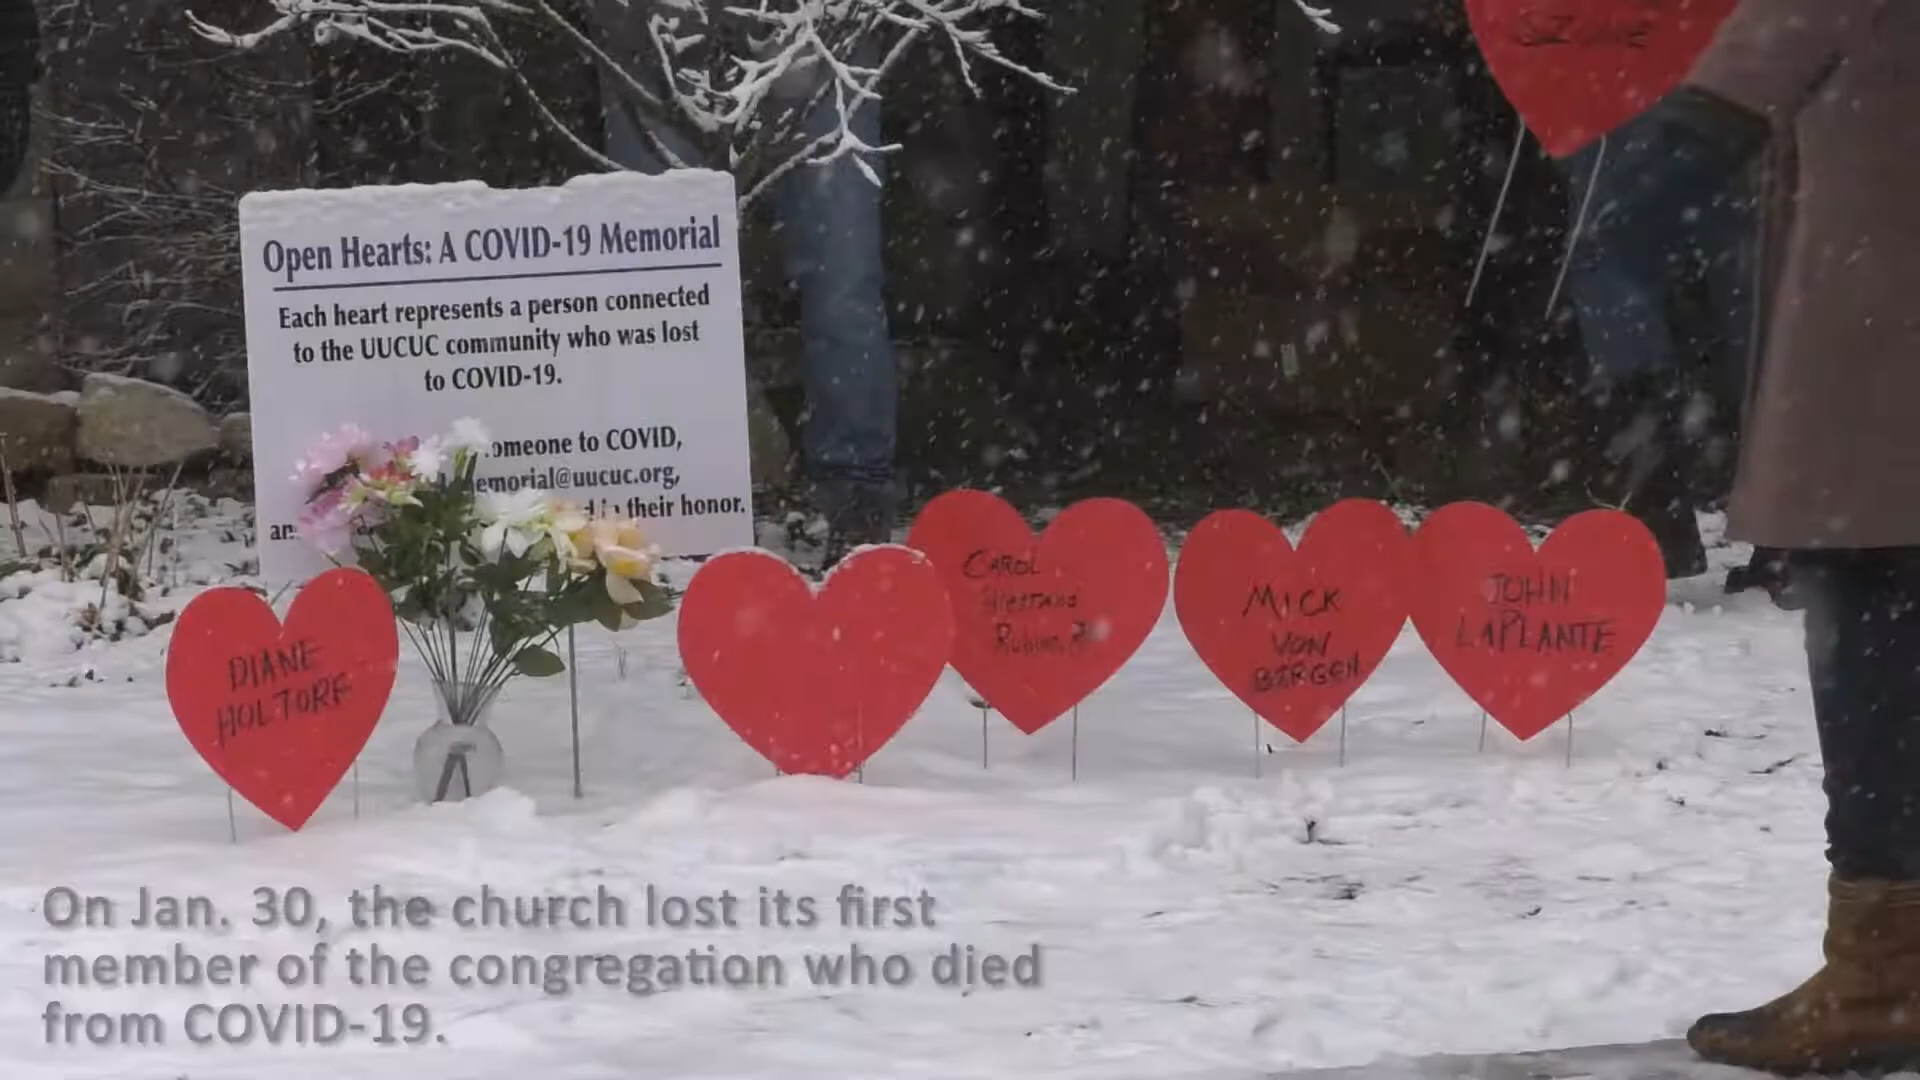 Open Hearts: A COVID-19 Memorial
Each heart represents a person connected
to the UUCUC community who was lost
to COVID-19.
omeone to COVID,
emorial@uucuc.org,
their honor.
DIANE
HOLTORF
CAROL
MICK
VON
BERGEN
JOHN
LAPLANTE
On Jan. 30, the church lost its first
member of the congregation who died
from COVID-19.